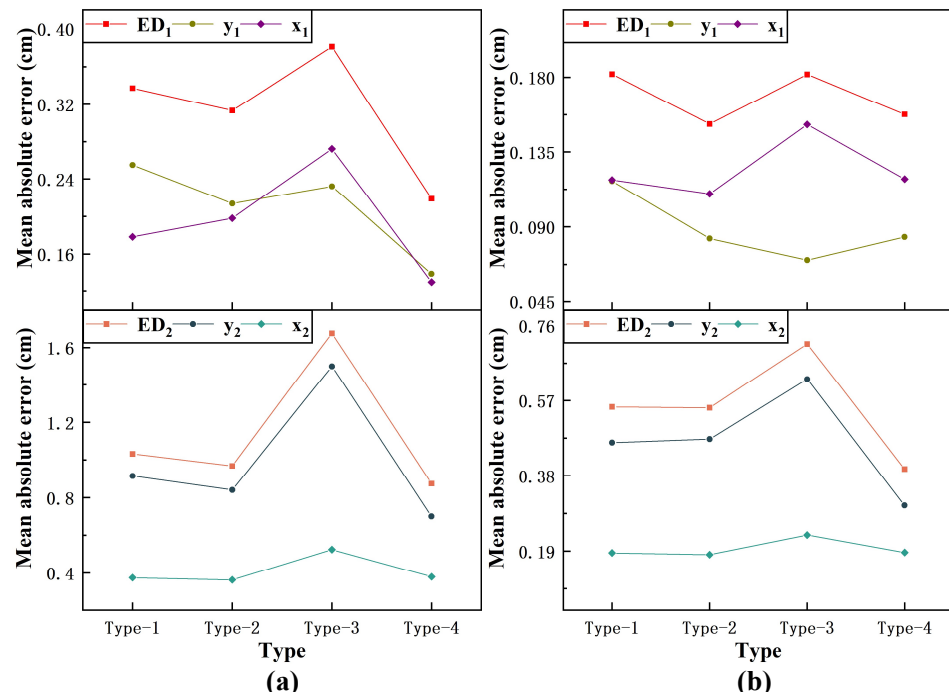 ED₁ y₁ x₁
Mean absolute error (cm)
0.40
0.32
0.24
0.16
ED₂ y₂ x₂
Mean absolute error (cm)
1.6
1.2
0.8
0.4
Type-1 Type-2 Type-3 Type-4
Type
(a)
ED₁ y₁ x₁
Mean absolute error (cm)
0.180
0.135
0.090
0.045
ED₂ y₂ x₂
Mean absolute error (cm)
0.76
0.57
0.38
0.19
Type-1 Type-2 Type-3 Type-4
Type
(b)